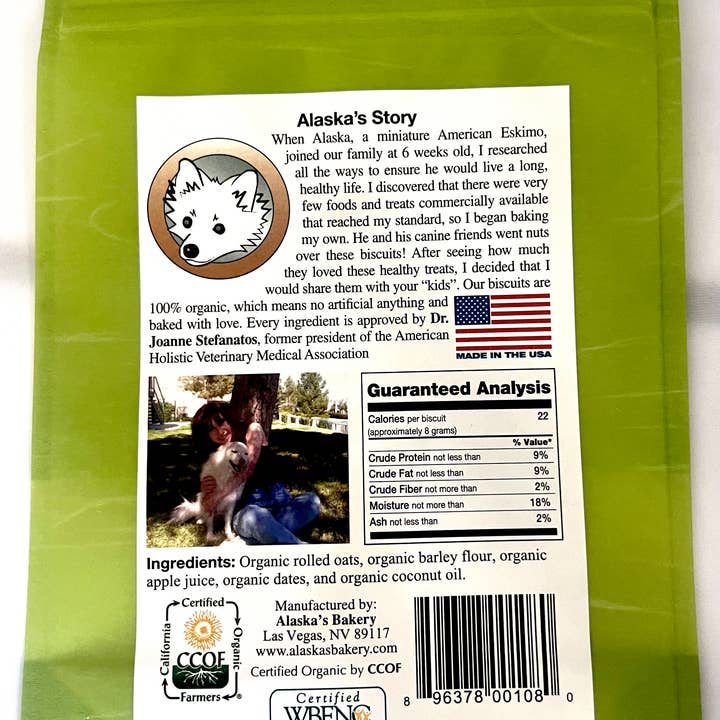 Alaska's Story
When Alaska, a miniature American Eskimo,
joined our family at 6 weeks old, I researched
all the ways to ensure he would live a long,
healthy life. I discovered that there were very
few foods and treats commercially available
that reached my standard, so I began baking
my own. He and his canine friends went nuts
over these biscuits! After seeing how much
they loved these healthy treats, I decided that I
would share them with your “kids”. Our biscuits are
100% organic, which means no artificial anything and
baked with love. Every ingredient is approved by Dr.
Joanne Stefanatos, former president of the American
Holistic Veterinary Medical Association
MADE IN THE USA
Guaranteed Analysis
Calories per biscuit 22
(approximately 8 grams)
% Value*
Crude Protein not less than 9%
Crude Fat not less than 9%
Crude Fiber not more than 2%
Moisture not more than 18%
Ash not less than 2%
Ingredients: Organic rolled oats, organic barley flour, organic
apple juice, organic dates, and organic coconut oil.
California
Certified
Organic
Farmers
CCOF
®
Manufactured by:
Alaska's Bakery
Las Vegas, NV 89117
www.alaskasbakery.com
Certified Organic by CCOF
8 96378 00108 0
Certified
WBENC